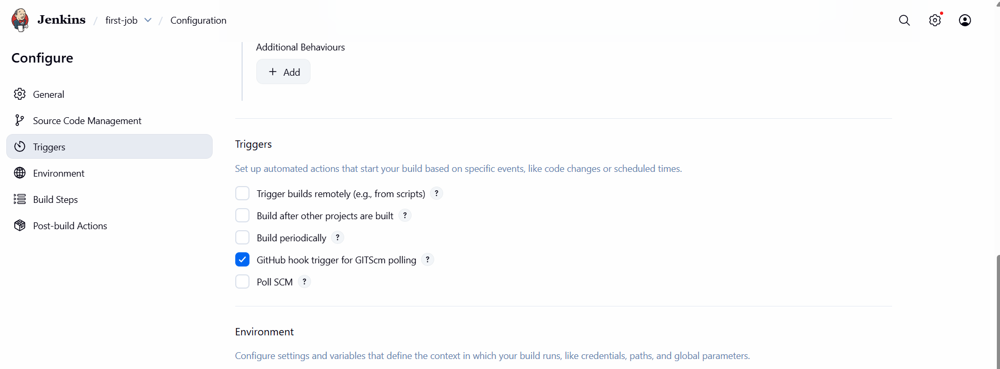 Jenkins / first-job / Configuration
Configure
General
Source Code Management
Triggers
Environment
Build Steps
Post-build Actions
Additional Behaviours
+ Add
Triggers
Set up automated actions that start your build based on specific events, like code changes or scheduled times.
Trigger builds remotely (e.g., from scripts) ?
Build after other projects are built ?
Build periodically ?
GitHub hook trigger for GITScm polling ?
Poll SCM ?
Environment
Configure settings and variables that define the context in which your build runs, like credentials, paths, and global parameters.